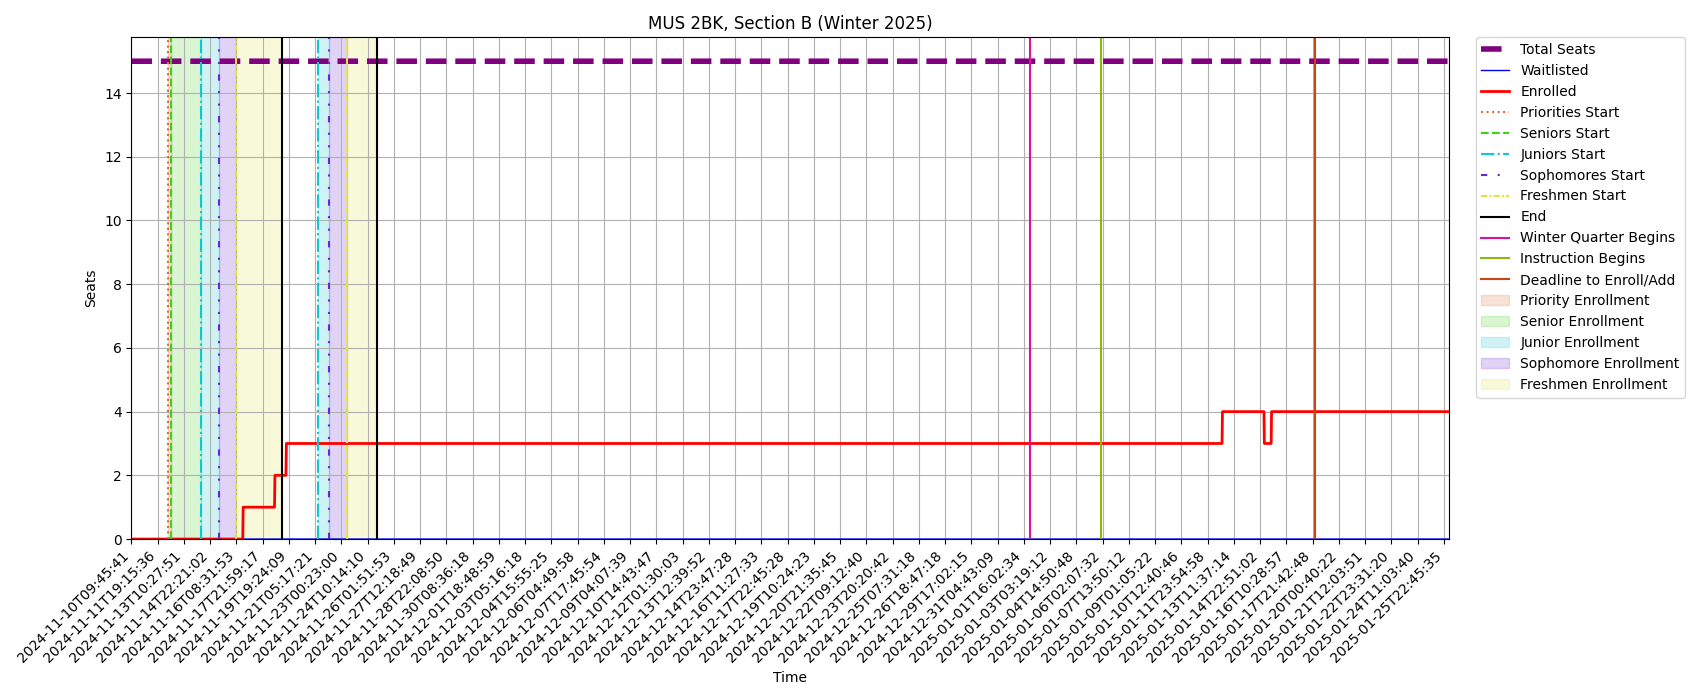 MUS 2BK, Section B (Winter 2025)
Seats
14
12
10
8
6
4
2
0
2024-11-10T09:45:41
2024-11-11T19:15:36
2024-11-13T10:27:51
2024-11-14T22:21:02
2024-11-16T08:31:53
2024-11-17T21:59:17
2024-11-19T19:24:09
2024-11-21T05:17:21
2024-11-23T00:23:00
2024-11-24T10:14:10
2024-11-26T01:51:53
2024-11-27T12:18:49
2024-11-28T22:08:50
2024-11-30T08:36:18
2024-12-01T18:48:59
2024-12-03T05:16:18
2024-12-04T15:55:25
2024-12-06T04:49:58
2024-12-07T17:45:54
2024-12-09T04:07:39
2024-12-10T14:43:47
2024-12-12T01:30:03
2024-12-13T12:39:52
2024-12-14T23:47:28
2024-12-16T11:27:33
2024-12-17T22:45:28
2024-12-19T10:24:23
2024-12-20T21:35:45
2024-12-22T09:12:40
2024-12-23T20:20:42
2024-12-25T07:31:18
2024-12-26T18:47:18
2024-12-29T17:02:15
2024-12-31T04:43:09
2025-01-01T16:02:34
2025-01-03T03:19:12
2025-01-04T14:50:48
2025-01-06T02:07:32
2025-01-07T13:50:12
2025-01-09T01:05:22
2025-01-10T12:40:46
2025-01-11T23:54:58
2025-01-13T11:37:14
2025-01-14T22:51:02
2025-01-16T10:28:57
2025-01-17T21:42:48
2025-01-20T00:40:22
2025-01-21T12:03:51
2025-01-22T23:31:20
2025-01-24T11:03:40
2025-01-25T22:45:35
Time
Total Seats
Waitlisted
Enrolled
Priorities Start
Seniors Start
Juniors Start
Sophomores Start
Freshmen Start
End
Winter Quarter Begins
Instruction Begins
Deadline to Enroll/Add
Priority Enrollment
Senior Enrollment
Junior Enrollment
Sophomore Enrollment
Freshmen Enrollment